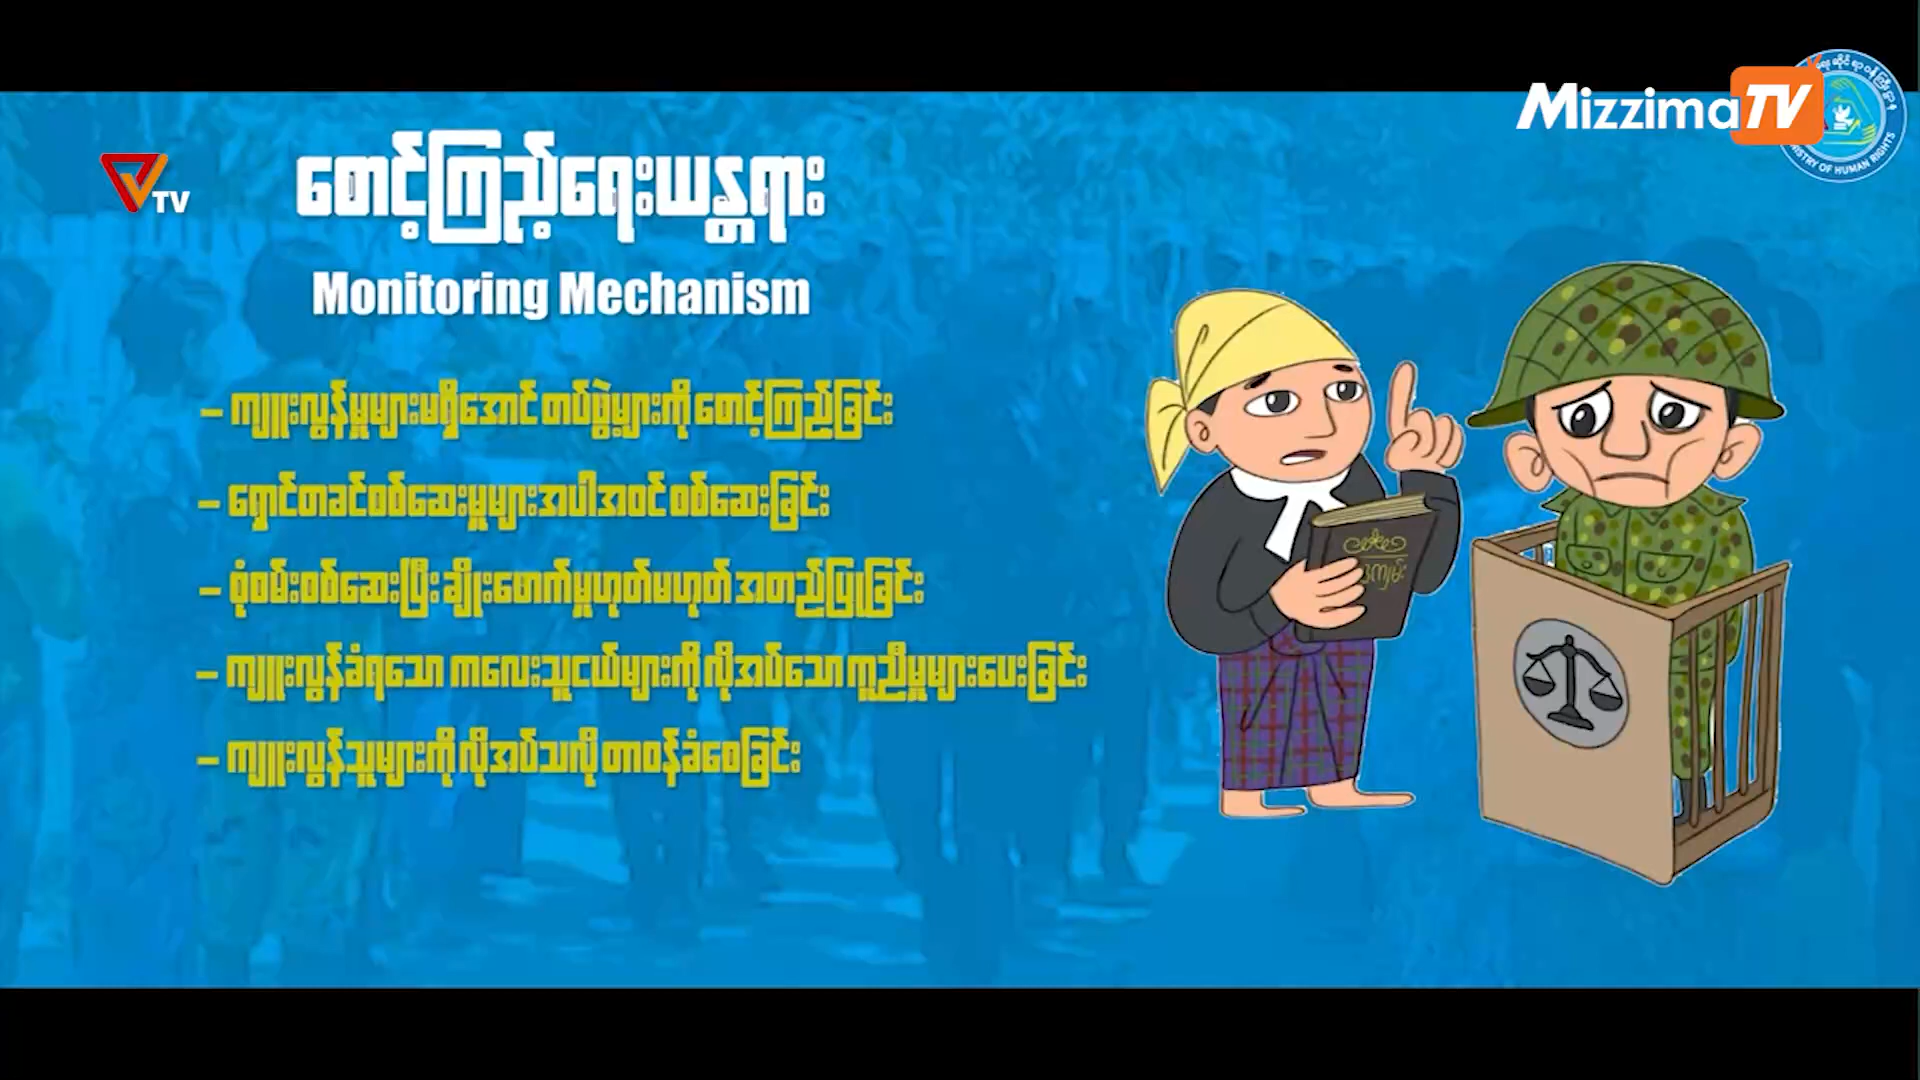 MizzimaTV
TV
စောင့်ကြည့်ရေးယန္တရား
MINISTRY OF HUMAN RIGHTS
Monitoring Mechanism
– ကျူးလွန်မှုများမရှိအောင် တပ်ဖွဲ့များကို စောင့်ကြည့်ခြင်း
– ရှောင်တခင်စစ်ဆေးမှုများအပါအဝင် စစ်ဆေးခြင်း
– စုံစမ်းစစ်ဆေးပြီး ချိုးဖောက်မှုဟုတ်မဟုတ် အတည်ပြုခြင်း
– ကျူးလွန်ခံရသော ကလေးသူငယ်များကို လိုအပ်သော ကူညီမှုများပေးခြင်း
– ကျူးလွန်သူများကို လိုအပ်သလို တာဝန်ခံစေခြင်း